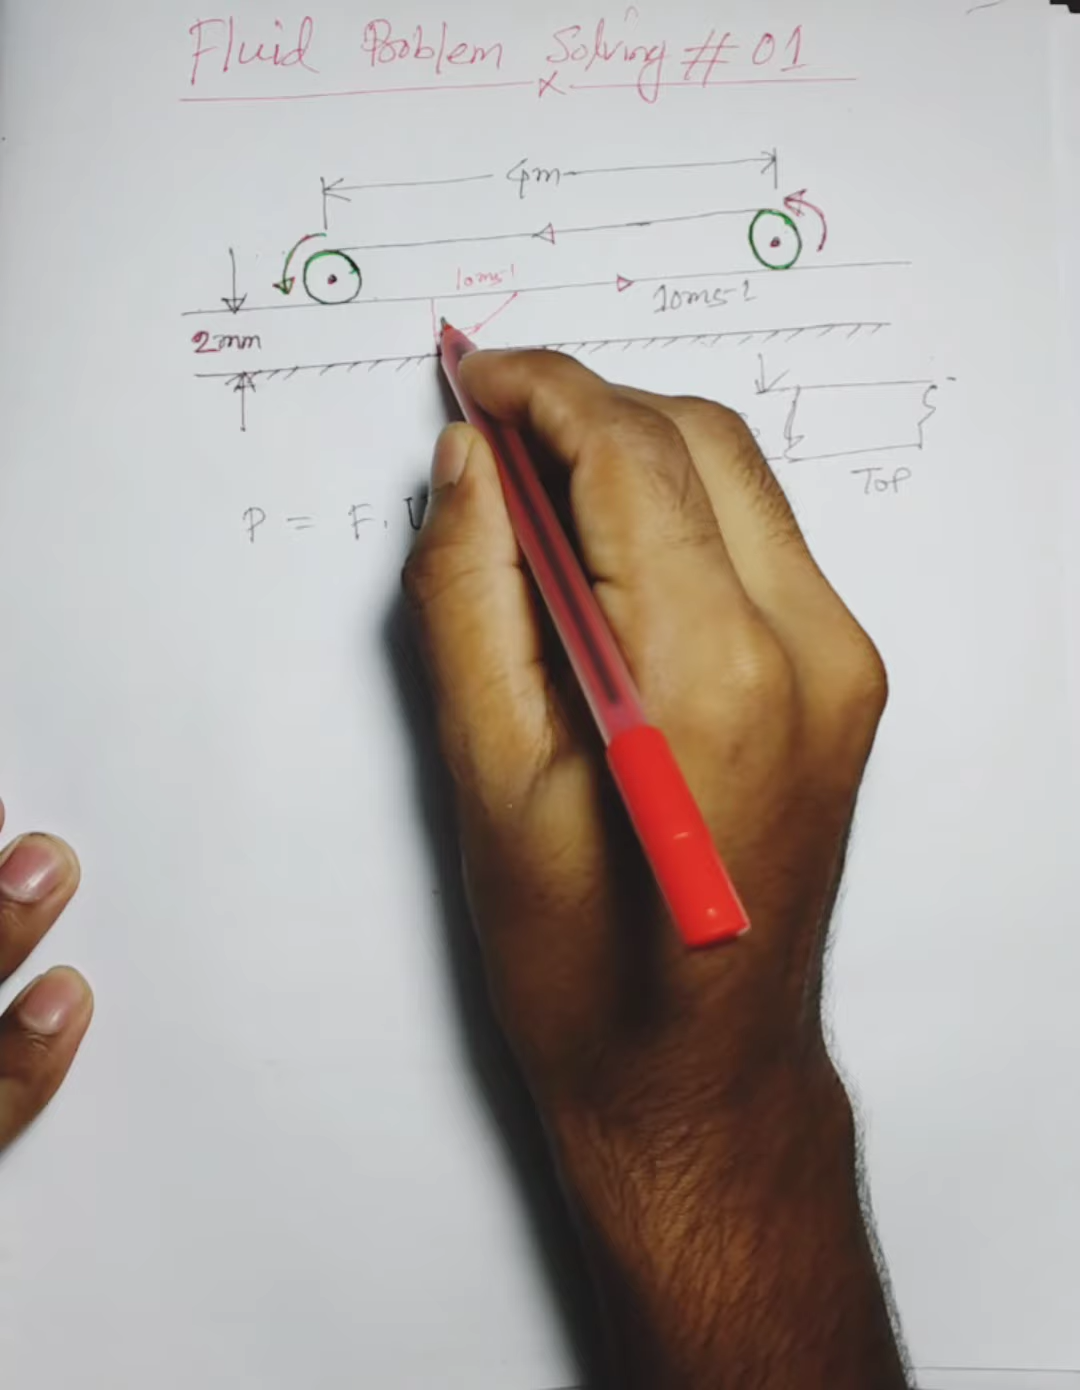 Fluid Problem Solving # 01
4m
10ms-1
10ms-1
2mm
Top
P = F.